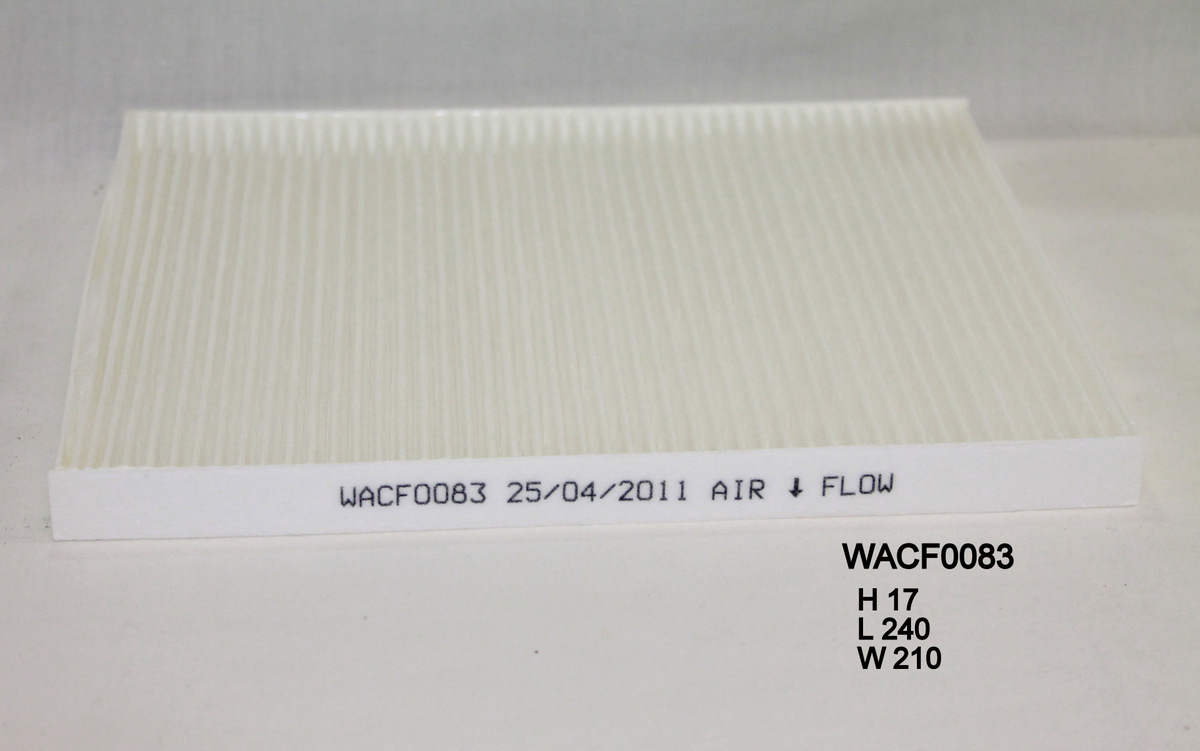 WACF0083 25/04/2011 AIR ↓ FLOW
WACF0083
H 17
L 240
W 210